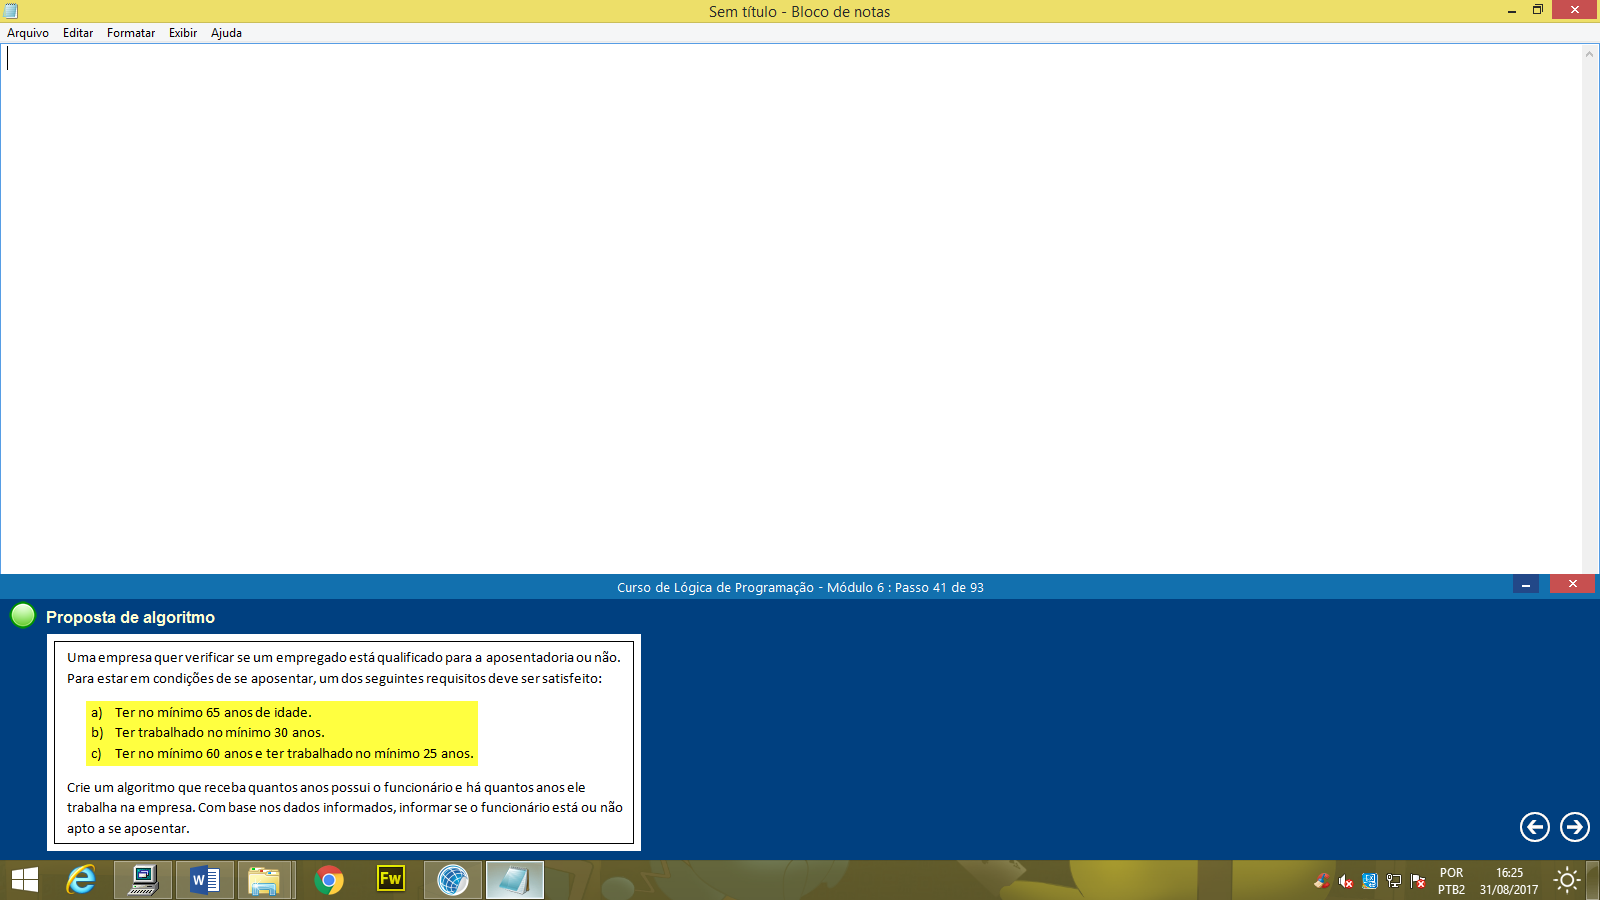 Sem título - Bloco de notas
Arquivo Editar Formatar Exibir Ajuda
Curso de Lógica de Programação - Módulo 6 : Passo 41 de 93
Proposta de algoritmo
Uma empresa quer verificar se um empregado está qualificado para a aposentadoria ou não.
Para estar em condições de se aposentar, um dos seguintes requisitos deve ser satisfeito:
a) Ter no mínimo 65 anos de idade.
b) Ter trabalhado no mínimo 30 anos.
c) Ter no mínimo 60 anos e ter trabalhado no mínimo 25 anos.
Crie um algoritmo que receba quantos anos possui o funcionário e há quantos anos ele
trabalha na empresa. Com base nos dados informados, informar se o funcionário está ou não
apto a se aposentar.
Fw
POR 16:25
PTB2 31/08/2017